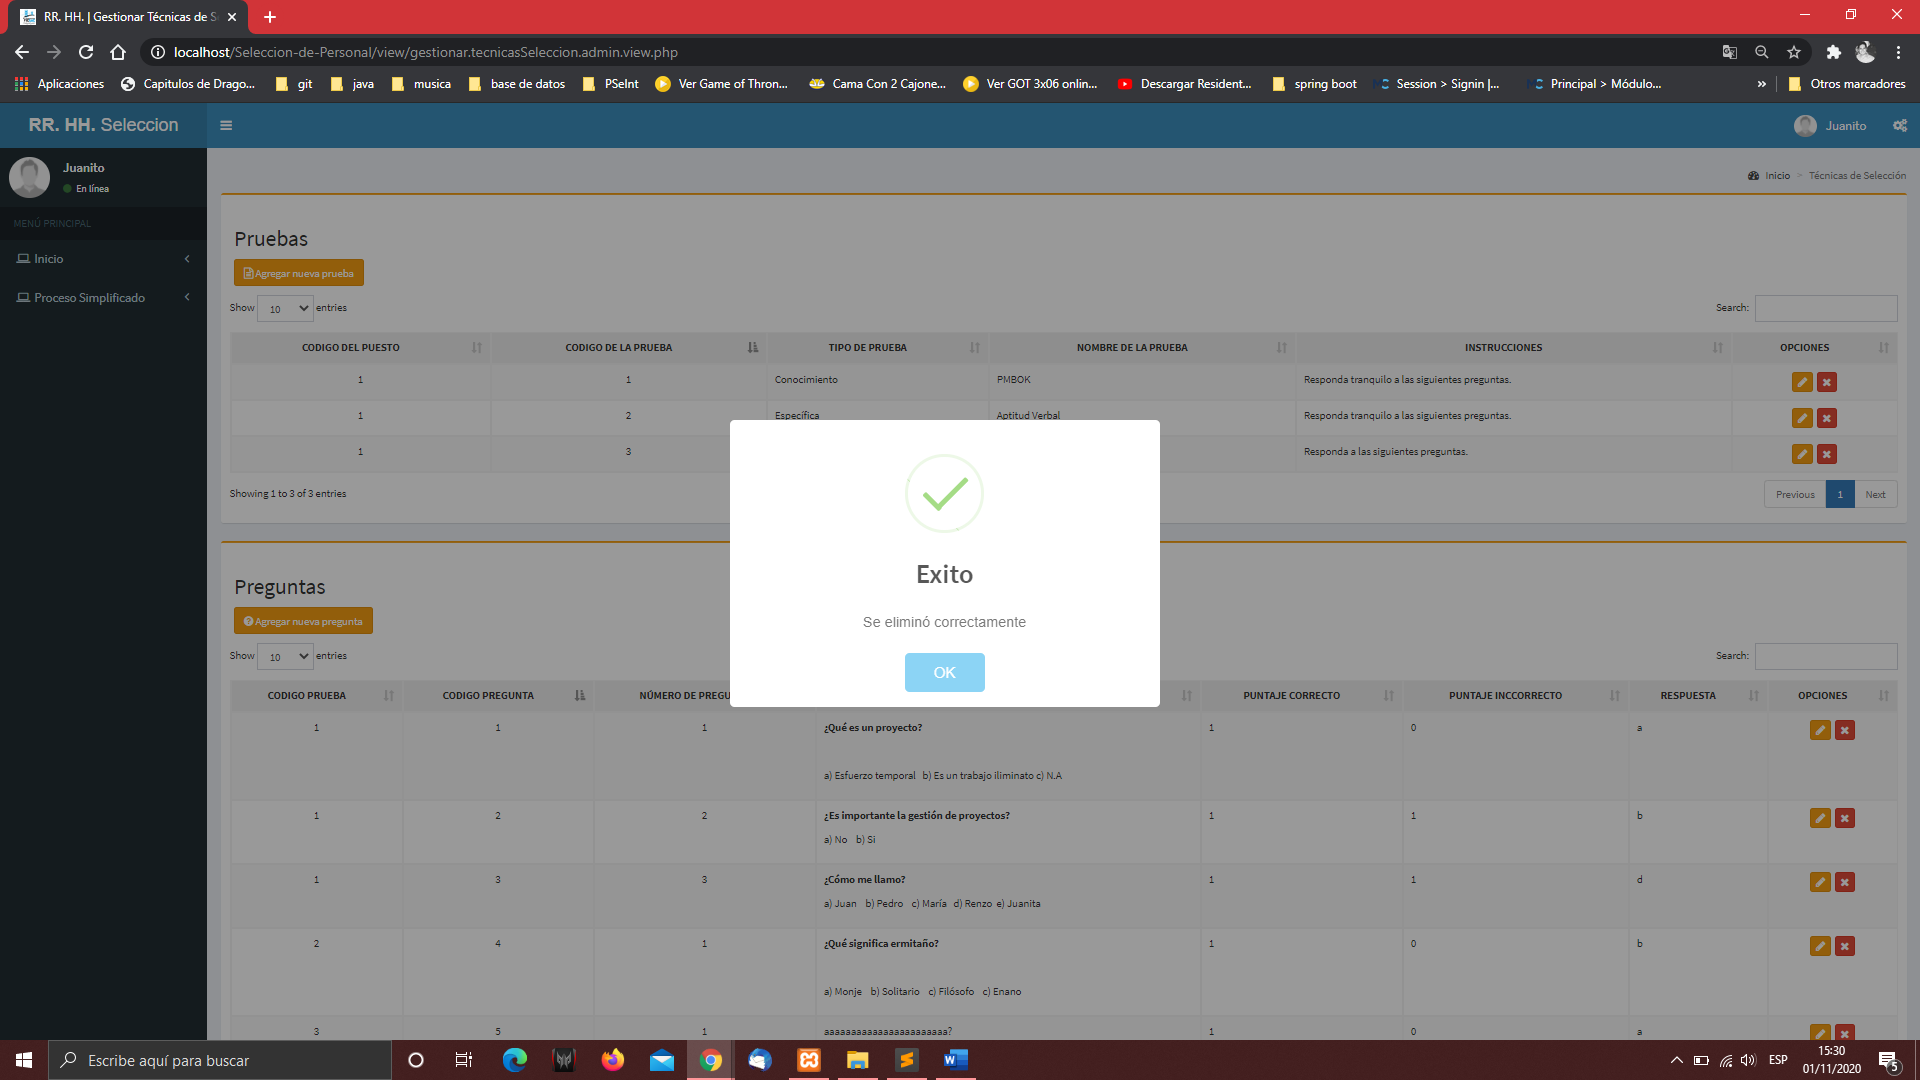 RR. HH. | Gestionar Técnicas de S
localhost/Seleccion-de-Personal/view/gestionar.tecnicasSeleccion.admin.view.php
Aplicaciones Capitulos de Drago... git java musica base de datos PSeInt Ver Game of Thron... Cama Con 2 Cajone... Ver GOT 3x06 onlin... Descargar Resident... spring boot Session > Signin |... Principal > Módulo... » Otros marcadores
RR. HH. Seleccion
Juanito
Juanito
En línea
Inicio > Técnicas de Selección
MENÚ PRINCIPAL
Inicio
Proceso Simplificado
Pruebas
Agregar nueva prueba
Show 10 entries Search:
CODIGO DEL PUESTO CODIGO DE LA PRUEBA TIPO DE PRUEBA NOMBRE DE LA PRUEBA INSTRUCCIONES OPCIONES
1 1 Conocimiento PMBOK Responda tranquilo a las siguientes preguntas.
1 2 Específica Aptitud Verbal Responda tranquilo a las siguientes preguntas.
1 3 Responda a las siguientes preguntas.
Showing 1 to 3 of 3 entries Previous 1 Next
Exito
Se eliminó correctamente
OK
Preguntas
Agregar nueva pregunta
Show 10 entries Search:
CODIGO PRUEBA CODIGO PREGUNTA NÚMERO DE PREGU PUNTAJE CORRECTO PUNTAJE INCCORRECTO RESPUESTA OPCIONES
1 1 1 ¿Qué es un proyecto? 1 0 a
a) Esfuerzo temporal b) Es un trabajo iliminato c) N.A
1 2 2 ¿Es importante la gestión de proyectos? 1 1 b
a) No b) Si
1 3 3 ¿Cómo me llamo? 1 1 d
a) Juan b) Pedro c) María d) Renzo e) Juanita
2 4 1 ¿Qué significa ermitaño? 1 0 b
a) Monje b) Solitario c) Filósofo c) Enano
3 5 1 aaaaaaaaaaaaaaaaaaaaaaa? 1 0 a
Escribe aquí para buscar
ESP
15:30
01/11/2020
5